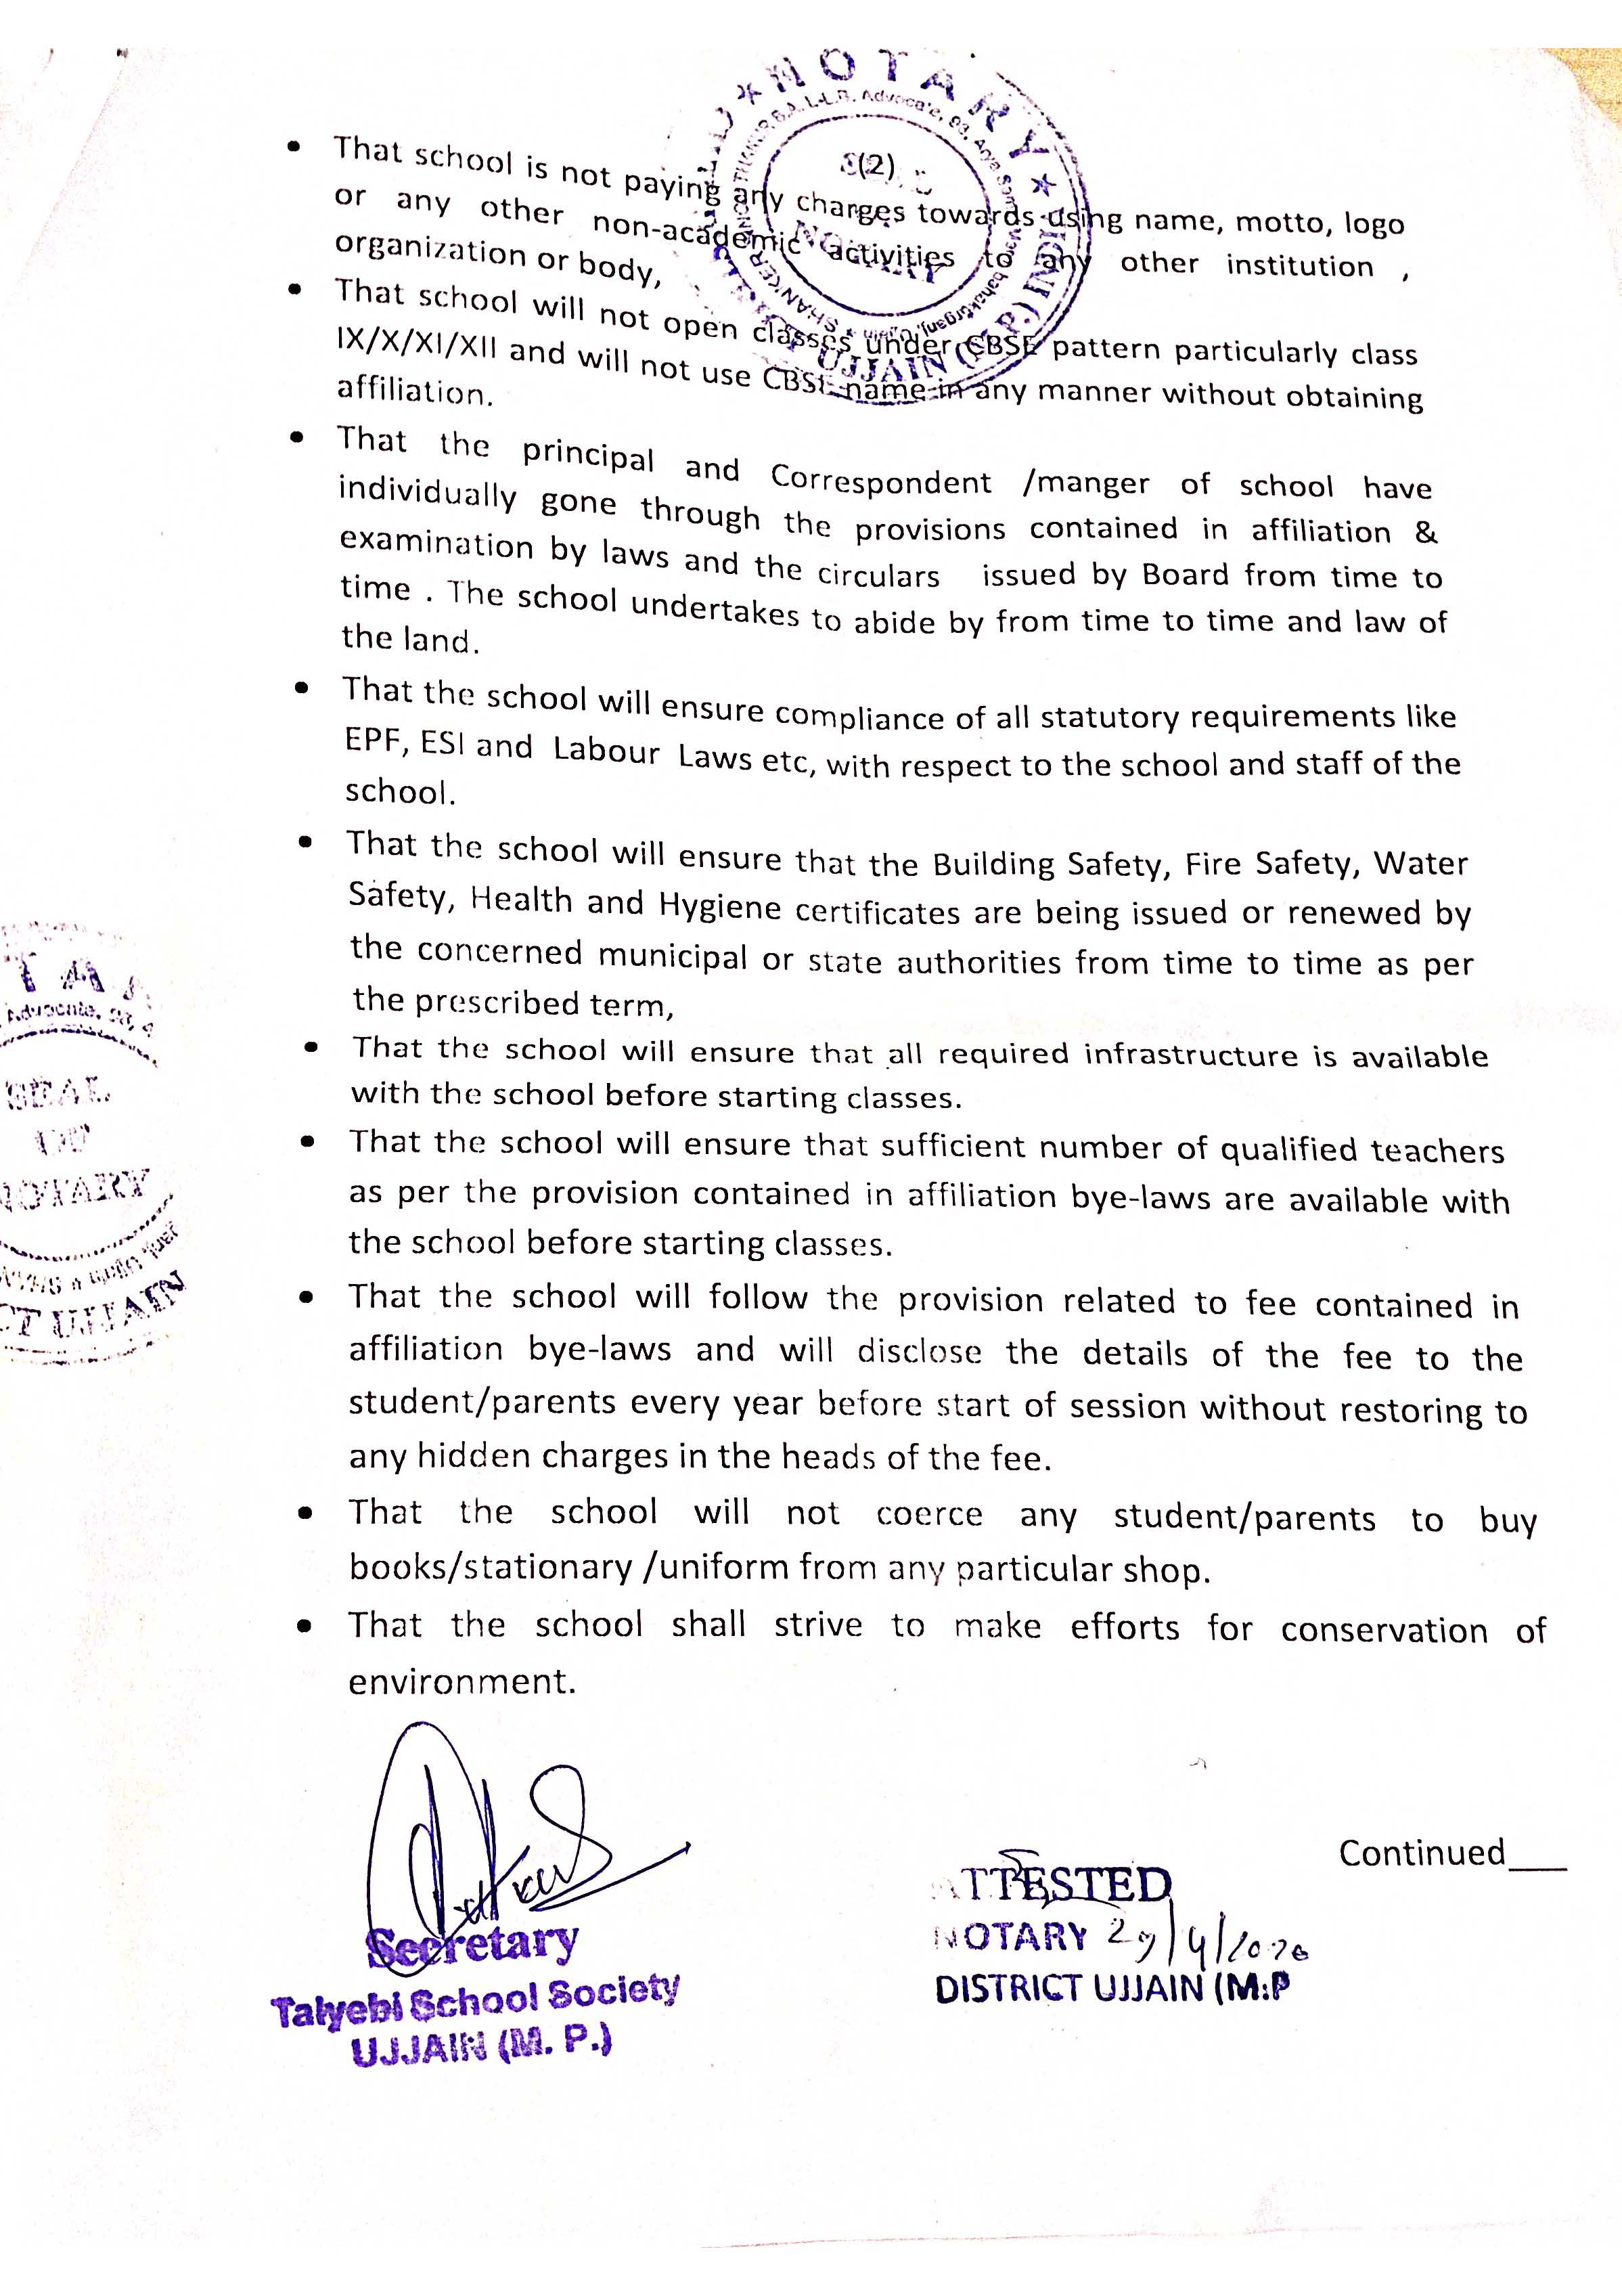 NOTARY
(2)
• That school is not paying any charges towards using name, motto, logo
or any other non-academic activities to any other institution ,
organization or body,
• That school will not open classes under CBSE pattern particularly class
IX/X/XI/XII and will not use CBSE name in any manner without obtaining
affiliation.
• That the principal and Correspondent /manger of school have
individually gone through the provisions contained in affiliation &
examination by laws and the circulars issued by Board from time to
time . The school undertakes to abide by from time to time and law of
the land.
• That the school will ensure compliance of all statutory requirements like
EPF, ESI and Labour Laws etc, with respect to the school and staff of the
school.
• That the school will ensure that the Building Safety, Fire Safety, Water
Safety, Health and Hygiene certificates are being issued or renewed by
the concerned municipal or state authorities from time to time as per
the prescribed term,
• That the school will ensure that all required infrastructure is available
with the school before starting classes.
• That the school will ensure that sufficient number of qualified teachers
as per the provision contained in affiliation bye-laws are available with
the school before starting classes.
• That the school will follow the provision related to fee contained in
affiliation bye-laws and will disclose the details of the fee to the
student/parents every year before start of session without restoring to
any hidden charges in the heads of the fee.
• That the school will not coerce any student/parents to buy
books/stationary /uniform from any particular shop.
• That the school shall strive to make efforts for conservation of
environment.
SEAL
OF
NOTARY
UJJAIN
Continued___
Secretary
Taiyebi School Society
UJJAIN (M. P.)
ATTESTED
NOTARY
DISTRICT UJJAIN (M.P